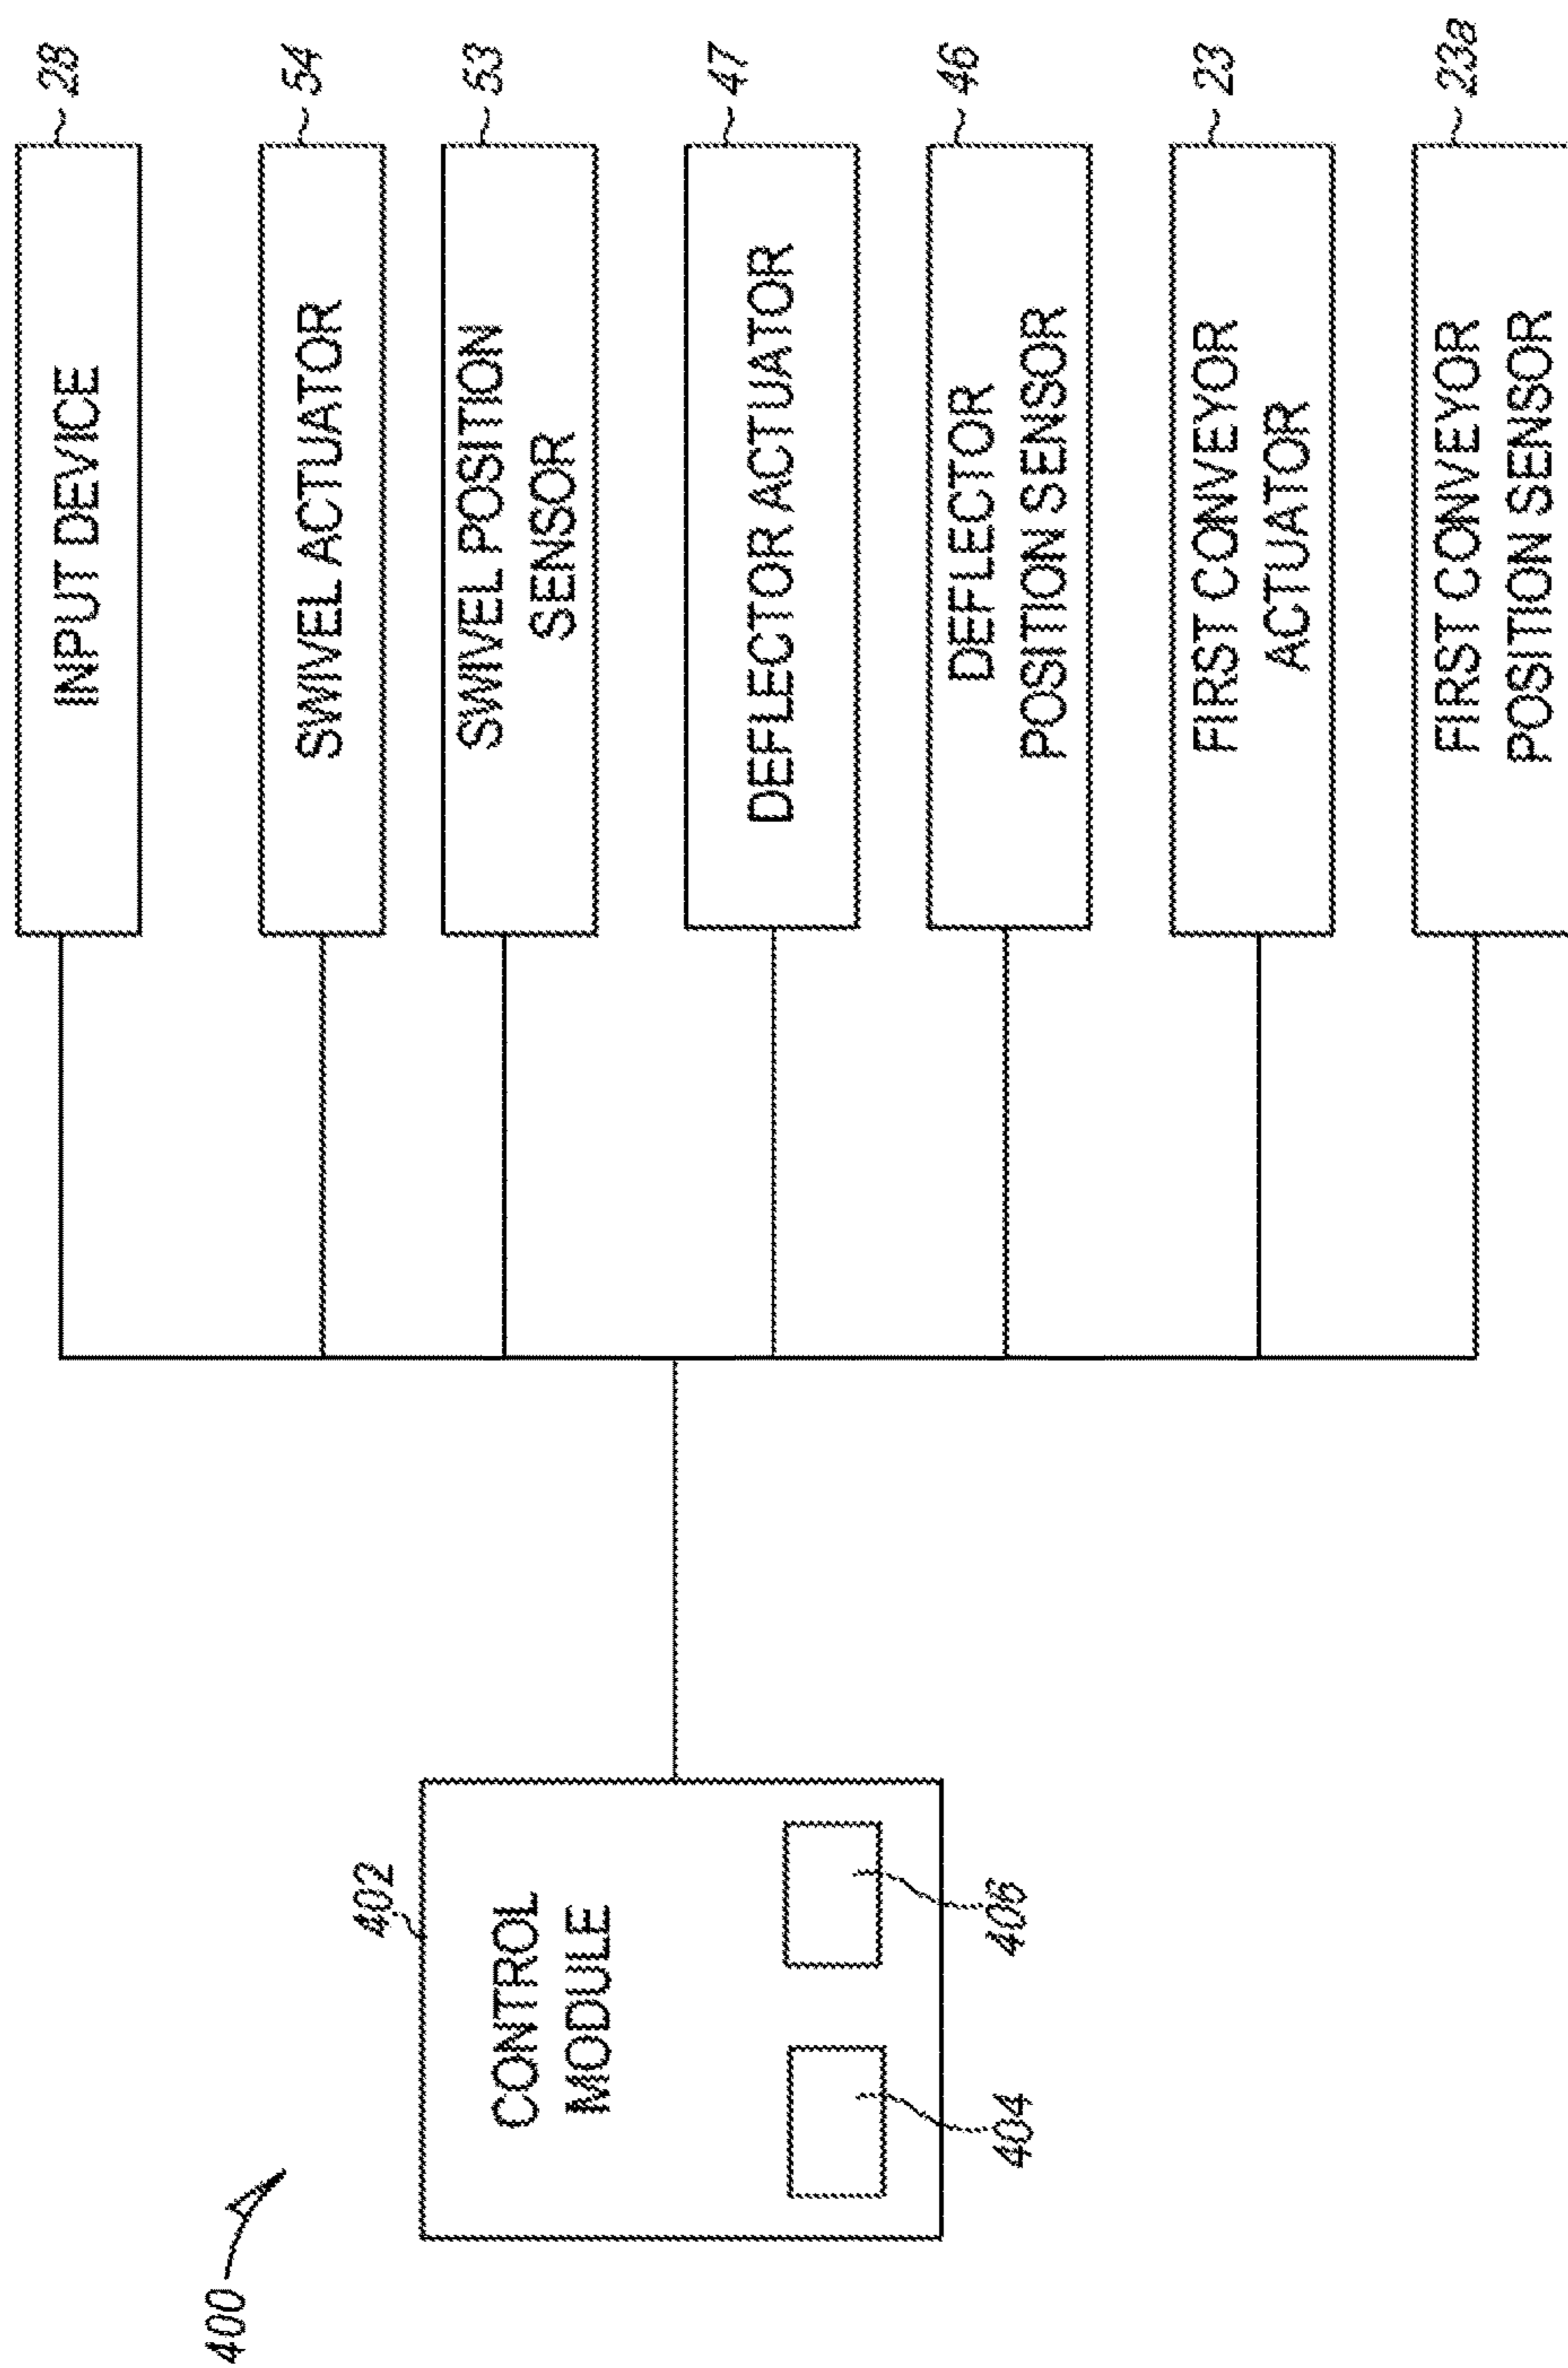 400
402
CONTROL
MODULE
404
406
INPUT DEVICE
28
SWIVEL ACTUATOR
54
SWIVEL POSITION
SENSOR
53
DEFLECTOR ACTUATOR
47
DEFLECTOR
POSITION SENSOR
46
FIRST CONVEYOR
ACTUATOR
23
FIRST CONVEYOR
POSITION SENSOR
23a